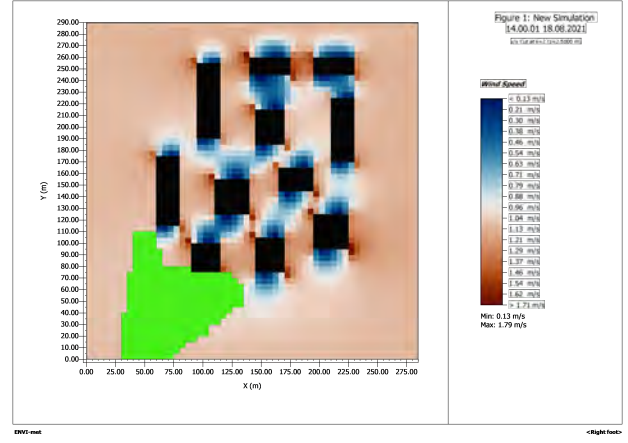 Figure 1: New Simulation
14.00.01 18.08.2021
Wind Speed
< 0.13 m/s
0.21 m/s
0.30 m/s
0.38 m/s
0.46 m/s
0.54 m/s
0.63 m/s
0.71 m/s
0.79 m/s
0.88 m/s
0.96 m/s
1.04 m/s
1.13 m/s
1.21 m/s
1.29 m/s
1.37 m/s
1.46 m/s
1.54 m/s
1.62 m/s
> 1.71 m/s
Min: 0.13 m/s
Max: 1.79 m/s
290.00
280.00
270.00
260.00
250.00
240.00
230.00
220.00
210.00
200.00
190.00
180.00
170.00
160.00
150.00
140.00
130.00
120.00
110.00
100.00
90.00
80.00
70.00
60.00
50.00
40.00
30.00
20.00
10.00
0.00
Y (m)
0.00 25.00 50.00 75.00 100.00 125.00 150.00 175.00 200.00 225.00 250.00 275.00
X (m)
ENVI-met
<Right foot>